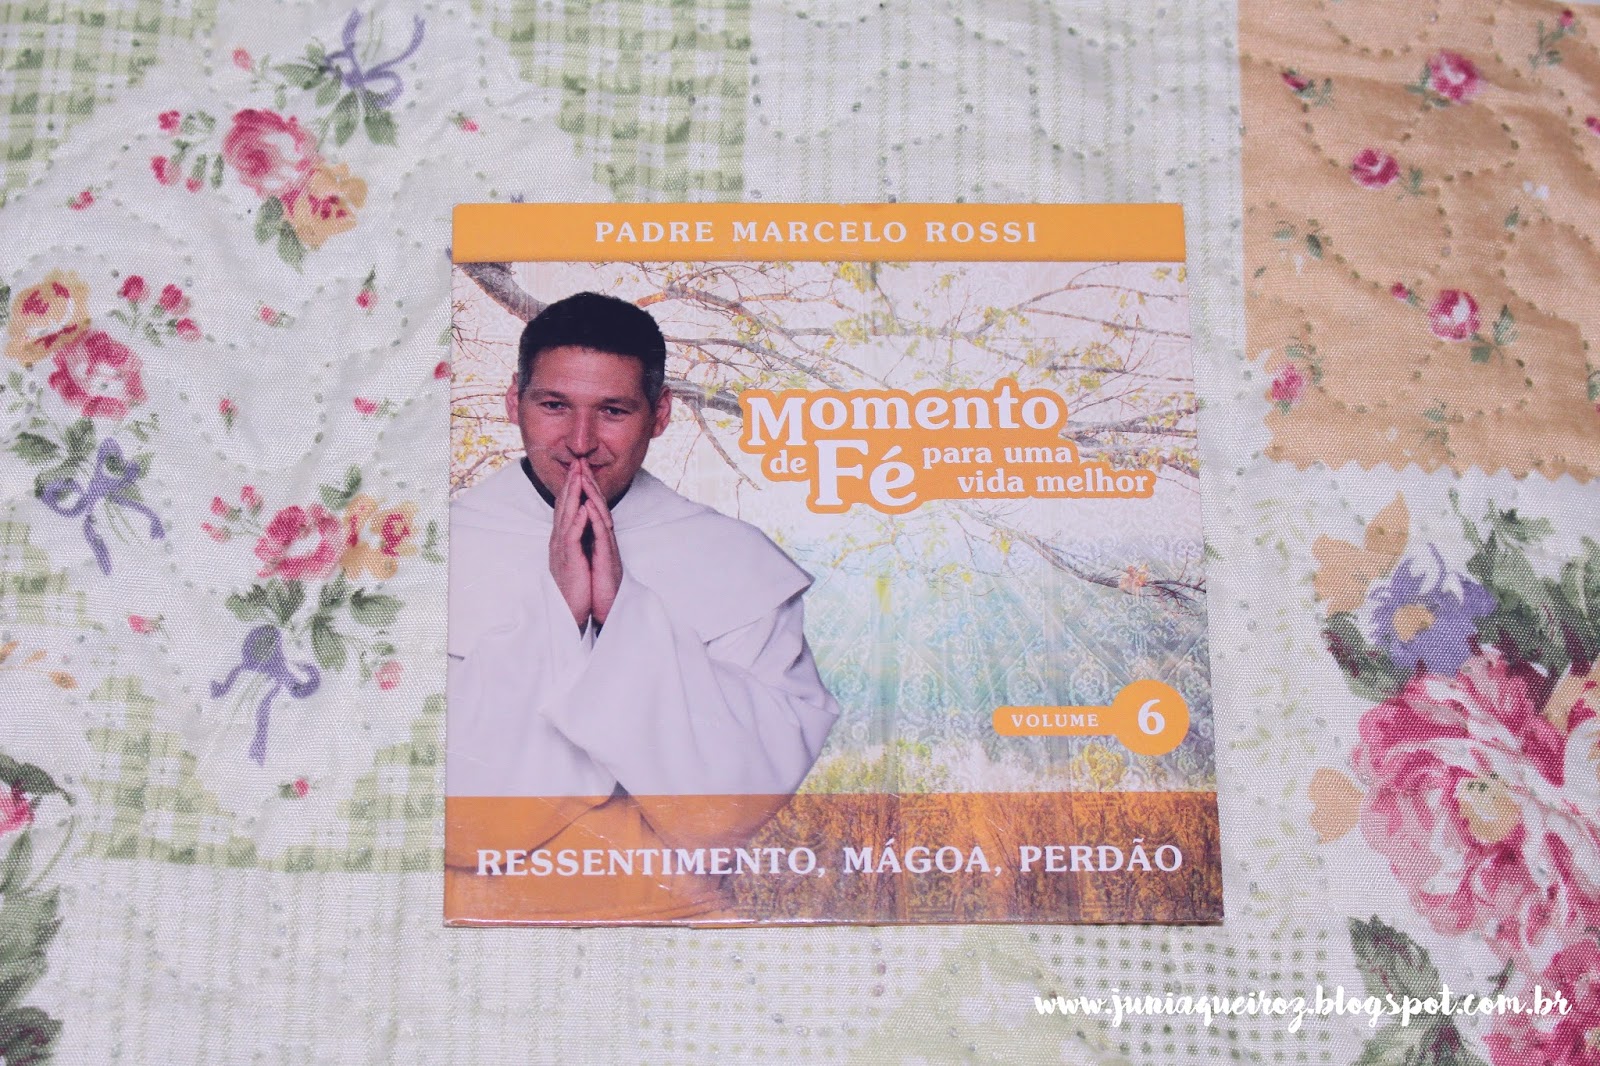 PADRE MARCELO ROSSI
Momento
de Fé para uma
vida melhor
VOLUME 6
RESSENTIMENTO, MÁGOA, PERDÃO
www.juniaqueiroz.blogspot.com.br